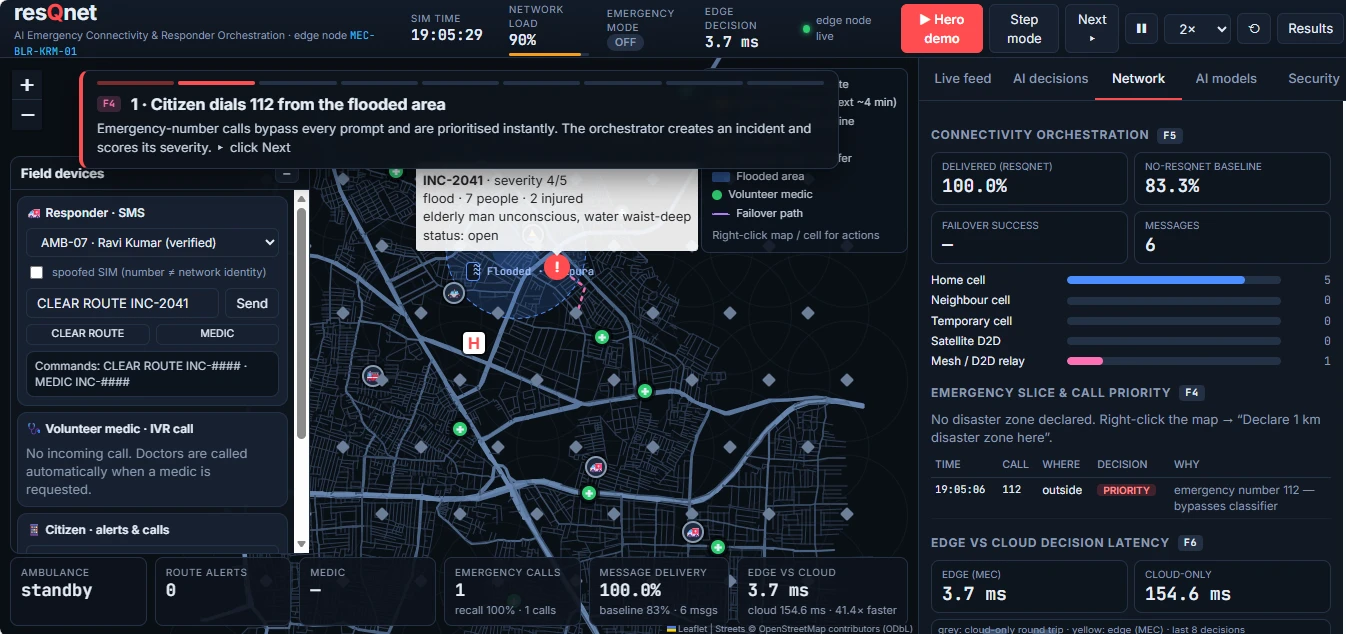 resQnet
AI Emergency Connectivity & Responder Orchestration · edge node MEC-
BLR-KRM-01
SIM TIME
19:05:29
NETWORK
LOAD
90%
EMERGENCY
MODE
OFF
EDGE
DECISION
3.7 ms
edge node
live
▶ Hero
demo
Step
mode
Next
▸
2×
Results
+
−
F4 1 · Citizen dials 112 from the flooded area
Emergency-number calls bypass every prompt and are prioritised instantly. The orchestrator creates an incident and
scores its severity. ▸ click Next
Flooded area
Volunteer medic
Failover path
Right-click map / cell for actions
INC-2041 · severity 4/5
flood · 7 people · 2 injured
elderly man unconscious, water waist-deep
status: open
Flooded ·
!
H
Field devices
−
Responder · SMS
AMB-07 · Ravi Kumar (verified)
spoofed SIM (number ≠ network identity)
CLEAR ROUTE INC-2041
Send
CLEAR ROUTE
MEDIC
Commands: CLEAR ROUTE INC-#### ·
MEDIC INC-####
Volunteer medic · IVR call
No incoming call. Doctors are called
automatically when a medic is
requested.
Citizen · alerts & calls
AMBULANCE
standby
ROUTE ALERTS
0
MEDIC
—
EMERGENCY CALLS
1
recall 100% · 1 calls
MESSAGE DELIVERY
100.0%
baseline 83% · 6 msgs
EDGE VS CLOUD
3.7 ms
cloud 154.6 ms · 41.4× faster
Leaflet | Streets © OpenStreetMap contributors (ODbL)
Live feed
AI decisions
Network
AI models
Security
CONNECTIVITY ORCHESTRATION F5
DELIVERED (RESQNET)
100.0%
NO-RESQNET BASELINE
83.3%
FAILOVER SUCCESS
—
MESSAGES
6
Home cell 5
Neighbour cell 0
Temporary cell 0
Satellite D2D 0
Mesh / D2D relay 1
EMERGENCY SLICE & CALL PRIORITY F4
No disaster zone declared. Right-click the map → “Declare 1 km
disaster zone here”.
TIME CALL WHERE DECISION WHY
19:05:06 112 outside PRIORITY emergency number 112 —
bypasses classifier
EDGE VS CLOUD DECISION LATENCY F6
EDGE (MEC)
3.7 ms
CLOUD-ONLY
154.6 ms
grey: cloud-only round trip · yellow: edge (MEC) · last 8 decisions